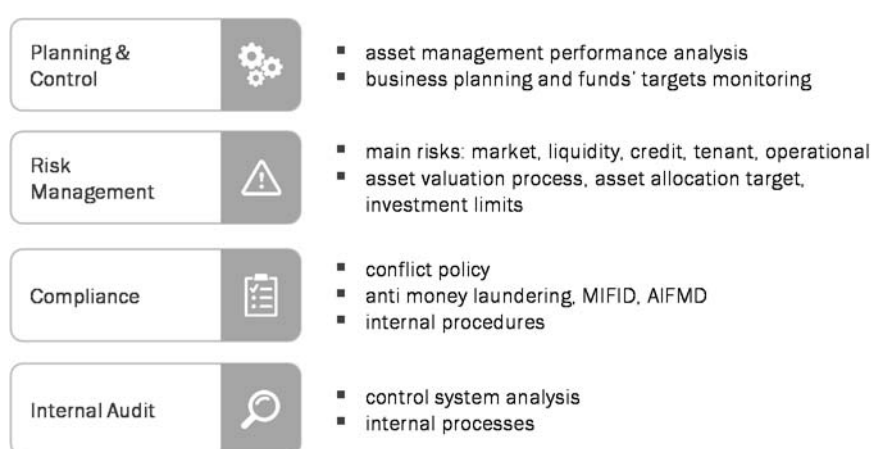 Planning &
Control
▪ asset management performance analysis
▪ business planning and funds' targets monitoring
Risk
Management
▪ main risks: market, liquidity, credit, tenant, operational
▪ asset valuation process, asset allocation target,
investment limits
Compliance
▪ conflict policy
▪ anti money laundering, MIFID, AIFMD
▪ internal procedures
Internal Audit
▪ control system analysis
▪ internal processes